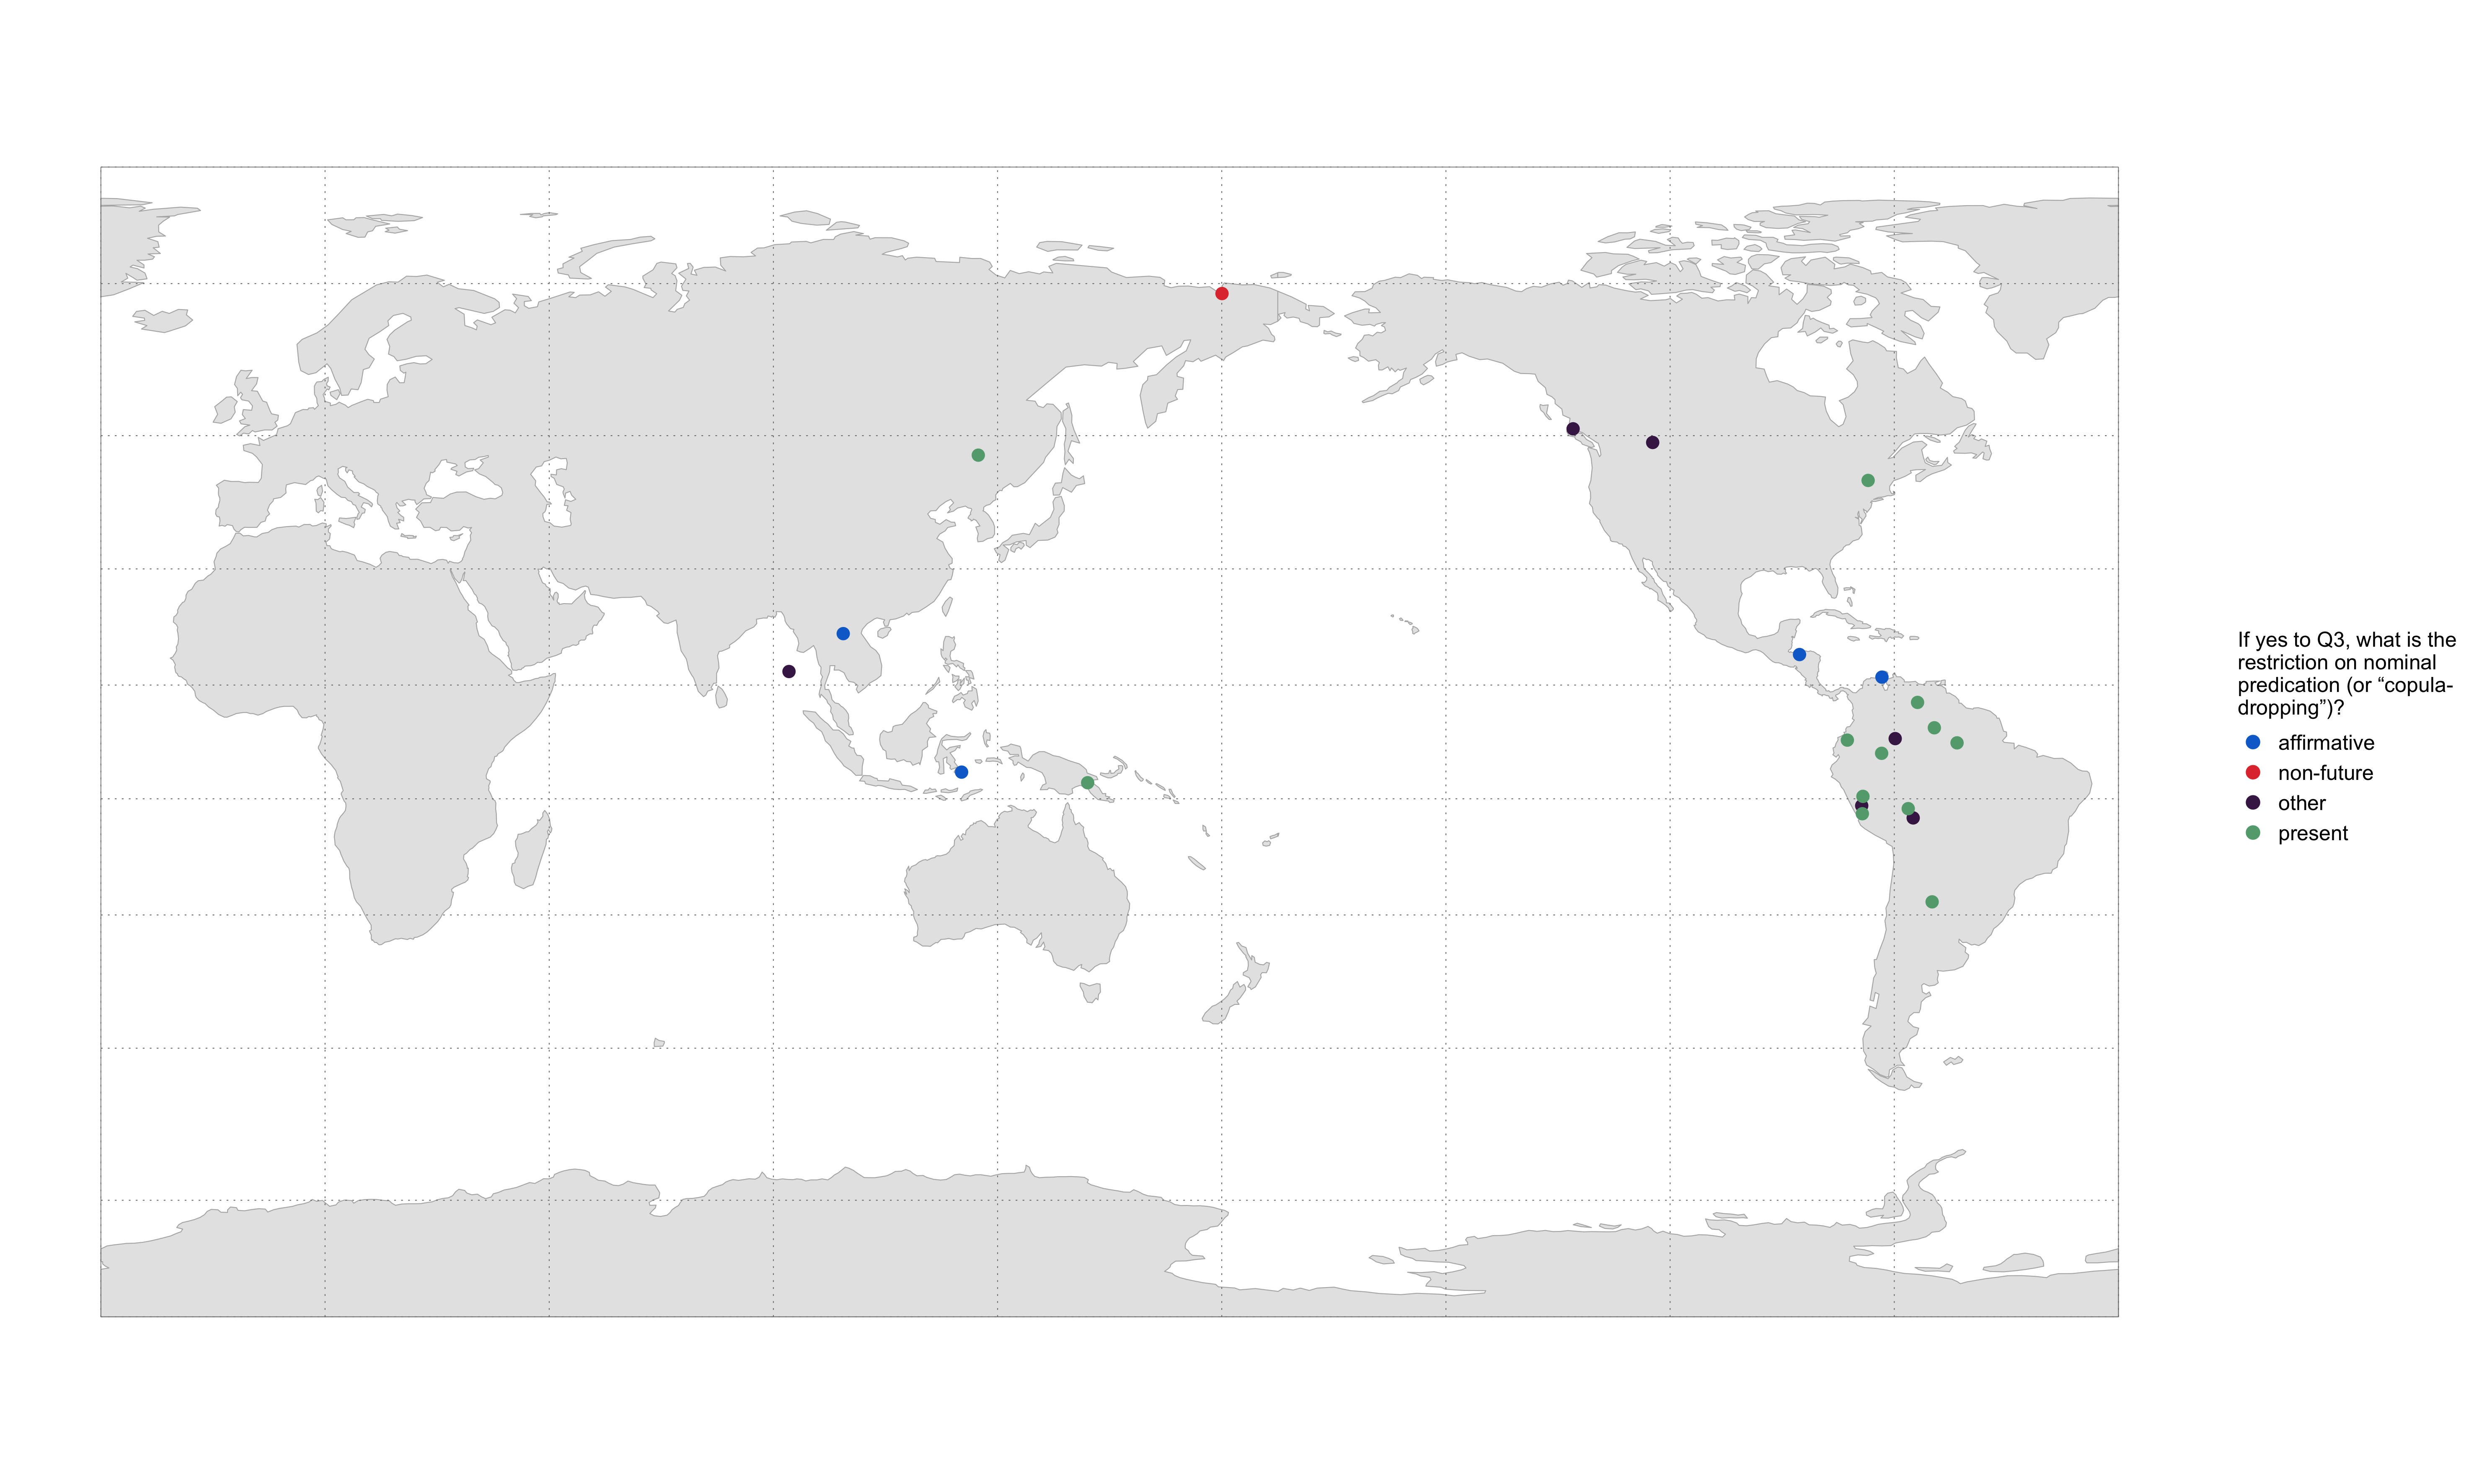 If yes to Q3, what is the
restriction on nominal
predication (or “copula-
dropping”)?
affirmative
non-future
other
present